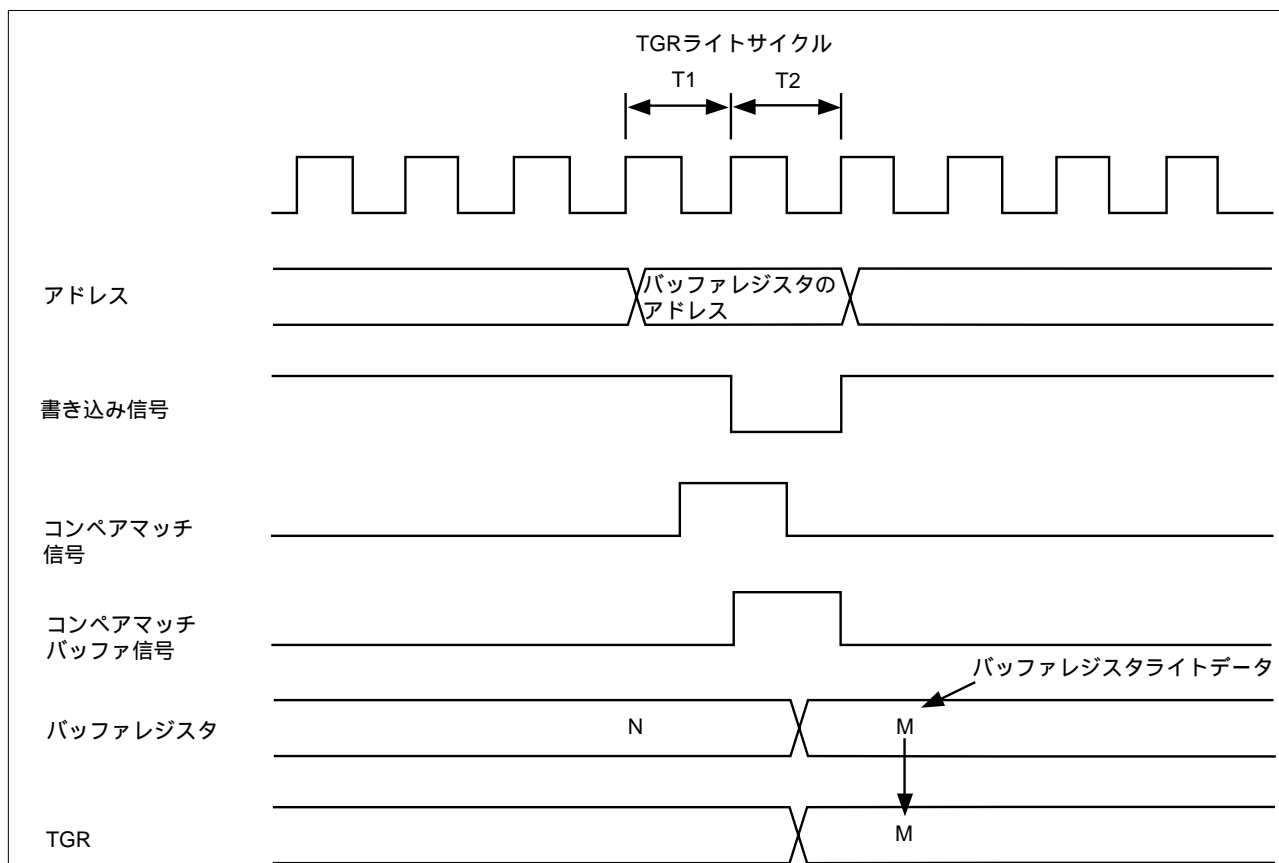 TGRライトサイクル
T1
T2
アドレス
バッファレジスタの
アドレス
書き込み信号
コンペアマッチ
信号
コンペアマッチ
バッファ信号
バッファレジスタライトデータ
バッファレジスタ
N
M
TGR
M